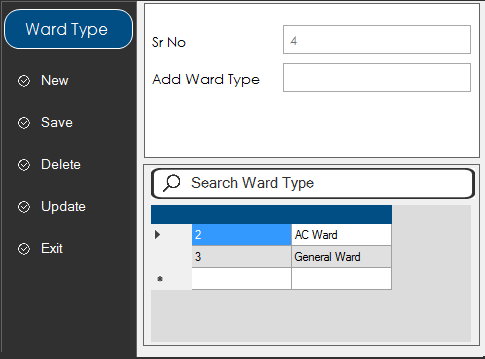 Ward Type
New
Save
Delete
Update
Exit
Sr No 4
Add Ward Type
Search Ward Type
2 AC Ward
3 General Ward